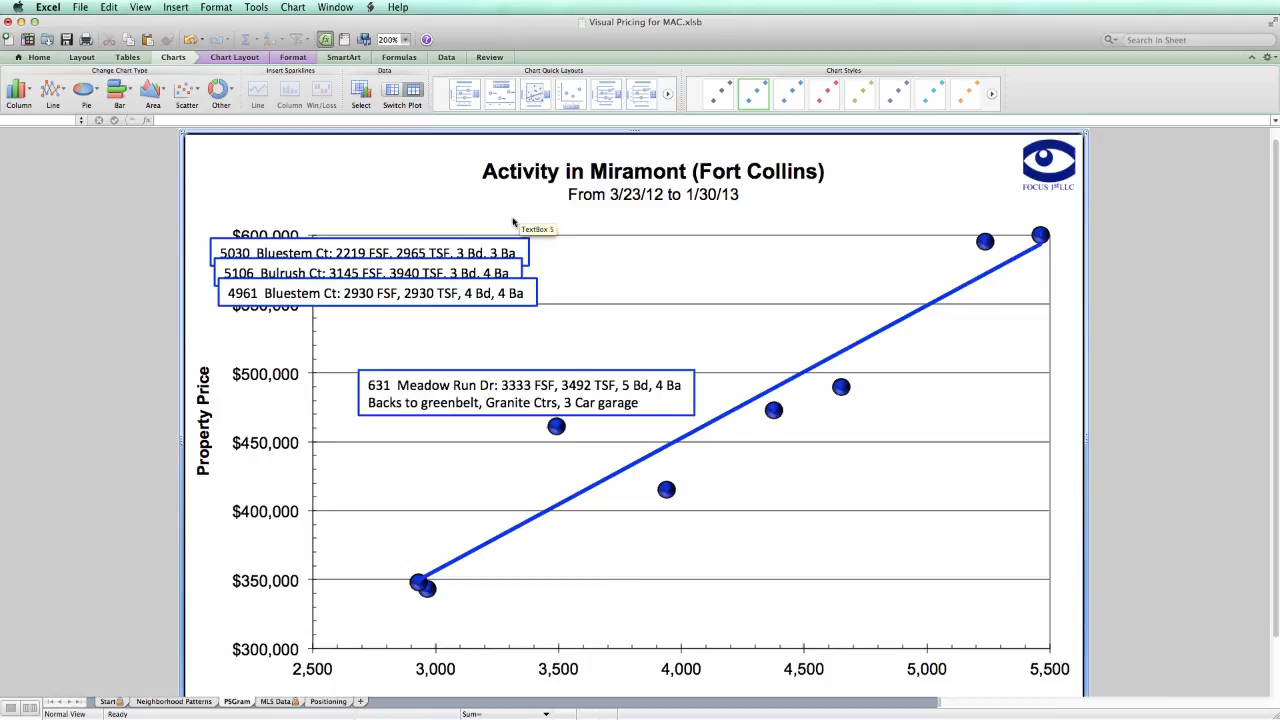 Excel File Edit View Insert Format Tools Chart Window Help
Visual Pricing for MAC.xlsb
200%
Search in Sheet
Home Layout Tables Charts Chart Layout Format SmartArt Formulas Data Review
Change Chart Type Insert Sparklines Data Chart Quick Layouts Chart Styles
Column Line Pie Bar Area Scatter Other Line Column Win/Loss Select Switch Plot
fx
Activity in Miramont (Fort Collins)
From 3/23/12 to 1/30/13
FOCUS 1st LLC
TextBox 5
$600,000
5030 Bluestem Ct: 2219 FSF, 2965 TSF, 3 Bd, 3 Ba
5106 Bulrush Ct: 3145 FSF, 3940 TSF, 3 Bd, 4 Ba
4961 Bluestem Ct: 2930 FSF, 2930 TSF, 4 Bd, 4 Ba
$550,000
$500,000
631 Meadow Run Dr: 3333 FSF, 3492 TSF, 5 Bd, 4 Ba
Backs to greenbelt, Granite Ctrs, 3 Car garage
Property Price
$450,000
$400,000
$350,000
$300,000
2,500 3,000 3,500 4,000 4,500 5,000 5,500
Start Neighborhood Patterns PSGram MLS Data Positioning
Normal View Ready Sum=